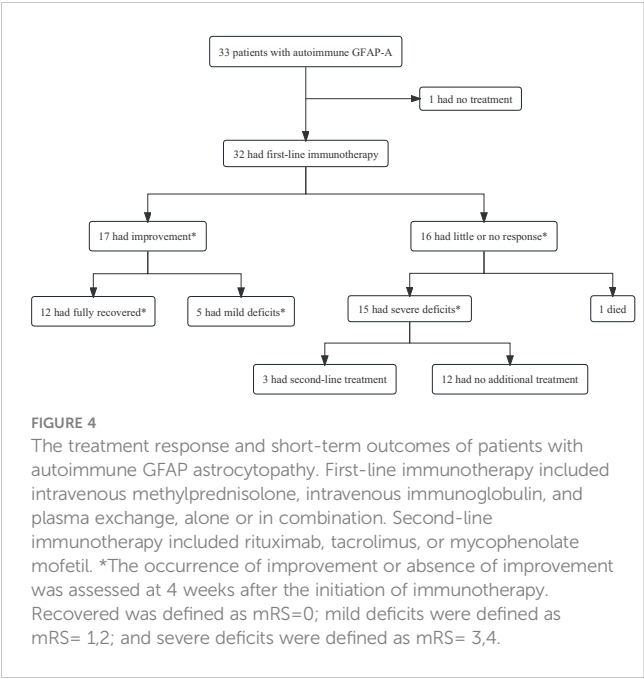 33 patients with autoimmune GFAP-A
1 had no treatment
32 had first-line immunotherapy
17 had improvement*
16 had little or no response*
12 had fully recovered*
5 had mild deficits*
15 had severe deficits*
1 died
3 had second-line treatment
12 had no additional treatment
FIGURE 4
The treatment response and short-term outcomes of patients with
autoimmune GFAP astrocytopathy. First-line immunotherapy included
intravenous methylprednisolone, intravenous immunoglobulin, and
plasma exchange, alone or in combination. Second-line
immunotherapy included rituximab, tacrolimus, or mycophenolate
mofetil. *The occurrence of improvement or absence of improvement
was assessed at 4 weeks after the initiation of immunotherapy.
Recovered was defined as mRS=0; mild deficits were defined as
mRS= 1,2; and severe deficits were defined as mRS= 3,4.